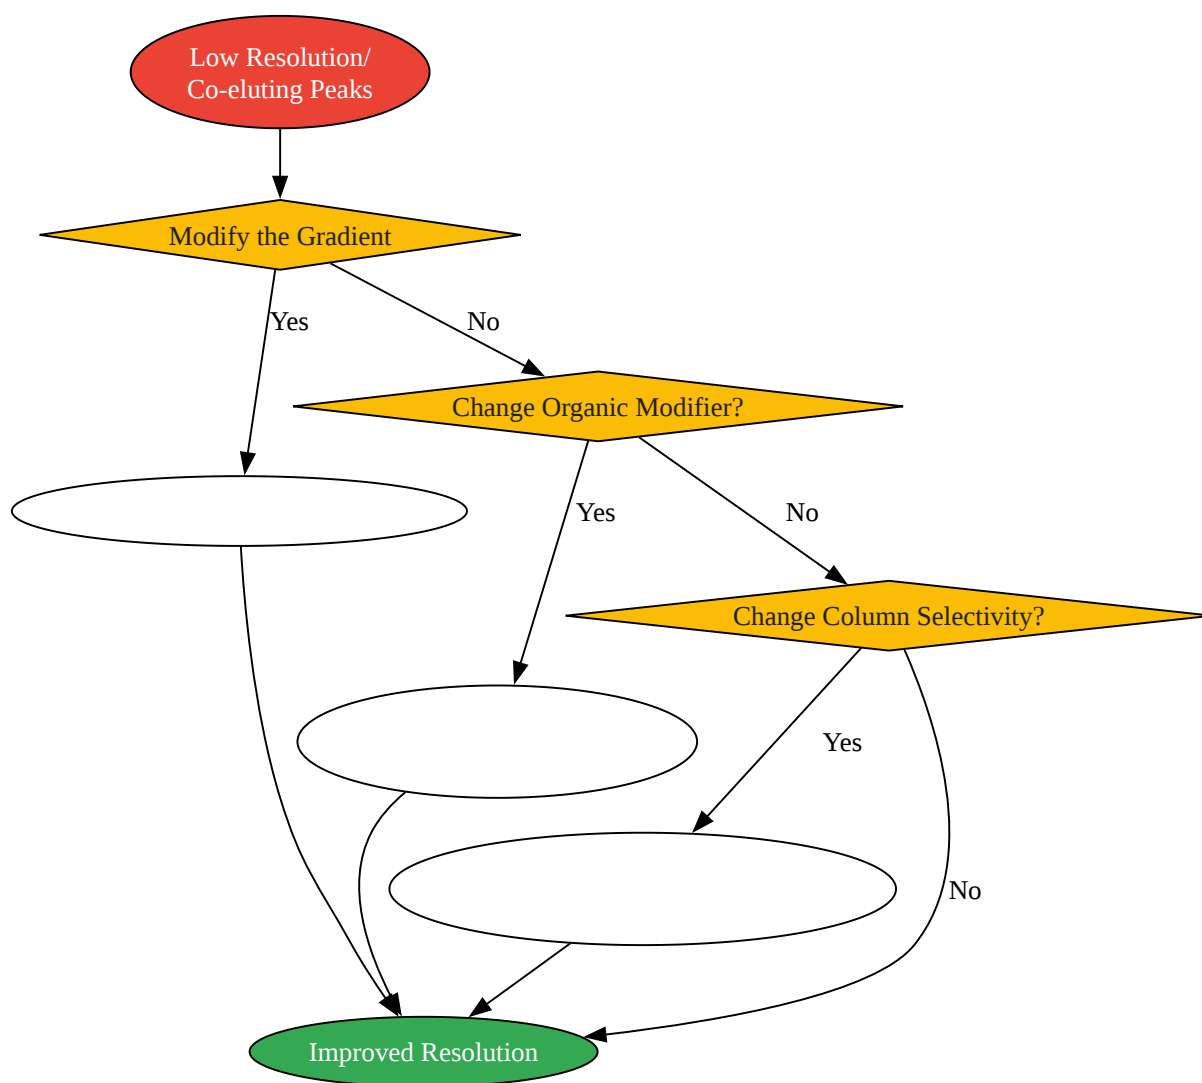 Low Resolution/
Co-eluting Peaks
Modify the Gradient
Yes
No
Change Organic Modifier?
Yes
No
Change Column Selectivity?
Yes
No
Improved Resolution